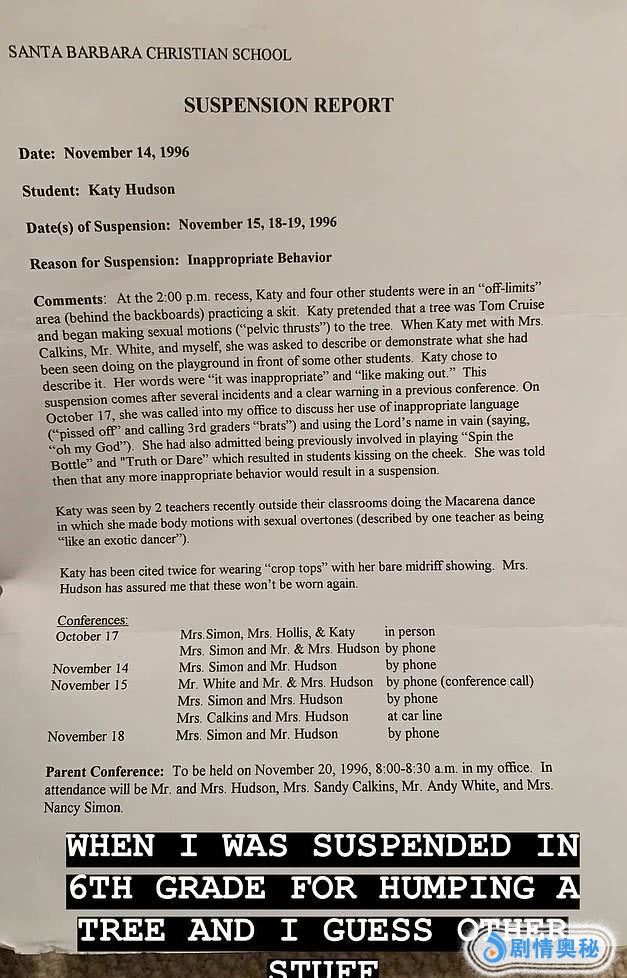 SANTA BARBARA CHRISTIAN SCHOOL
SUSPENSION REPORT
Date: November 14, 1996
Student: Katy Hudson
Date(s) of Suspension: November 15, 18-19, 1996
Reason for Suspension: Inappropriate Behavior
Comments: At the 2:00 p.m. recess, Katy and four other students were in an “off-limits”
area (behind the backboards) practicing a skit. Katy pretended that a tree was Tom Cruise
and began making sexual motions (“pelvic thrusts”) to the tree. When Katy met with Mrs.
Calkins, Mr. White, and myself, she was asked to describe or demonstrate what she had
been seen doing on the playground in front of some other students. Katy chose to
describe it. Her words were “it was inappropriate” and “like making out.” This
suspension comes after several incidents and a clear warning in a previous conference. On
October 17, she was called into my office to discuss her use of inappropriate language
(“pissed off” and calling 3rd graders “brats”) and using the Lord’s name in vain (saying,
“oh my God”). She had also admitted being previously involved in playing “Spin the
Bottle” and "Truth or Dare” which resulted in students kissing on the cheek. She was told
then that any more inappropriate behavior would result in a suspension.
Katy was seen by 2 teachers recently outside their classrooms doing the Macarena dance
in which she made body motions with sexual overtones (described by one teacher as being
“like an exotic dancer”).
Katy has been cited twice for wearing “crop tops” with her bare midriff showing. Mrs.
Hudson has assured me that these won’t be worn again.
Conferences:
October 17 Mrs.Simon, Mrs. Hollis, & Katy in person
Mrs. Simon and Mr. & Mrs. Hudson by phone
November 14 Mrs. Simon and Mr. Hudson by phone
November 15 Mr. White and Mr. & Mrs. Hudson by phone (conference call)
Mrs. Simon and Mrs. Hudson by phone
Mrs. Calkins and Mrs. Hudson at car line
November 18 Mrs. Simon and Mr. Hudson by phone
Parent Conference: To be held on November 20, 1996, 8:00-8:30 a.m. in my office. In
attendance will be Mr. and Mrs. Hudson, Mrs. Sandy Calkins, Mr. Andy White, and Mrs.
Nancy Simon.
WHEN I WAS SUSPENDED IN
6TH GRADE FOR HUMPING A
TREE AND I GUESS OTHER
STUFF
剧情奥秘